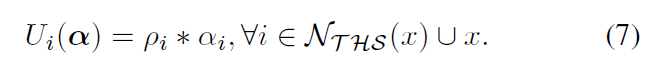 U_i(α) = ρ_i * α_i, ∀i ∈ 𝒩_𝒯ℋ𝒮(x) ∪ x. (7)